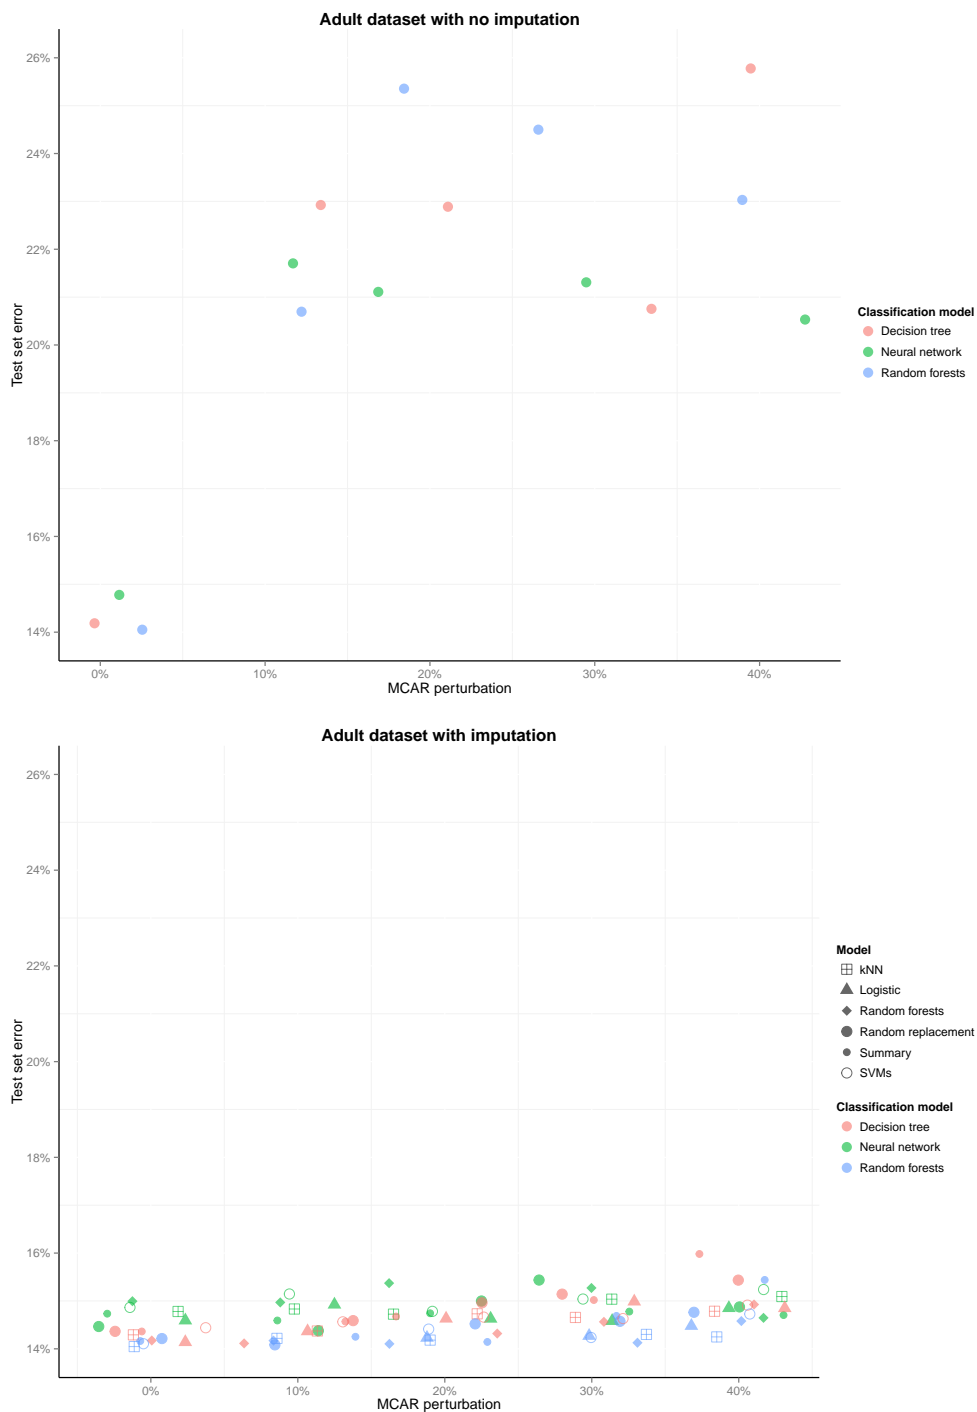 Adult dataset with no imputation
26%
24%
22%
20%
18%
16%
14%
Test set error
0%
10%
20%
30%
40%
MCAR perturbation
Classification model
Decision tree
Neural network
Random forests
Adult dataset with imputation
26%
24%
22%
20%
18%
16%
14%
Test set error
0%
10%
20%
30%
40%
MCAR perturbation
Model
kNN
Logistic
Random forests
Random replacement
Summary
SVMs
Classification model
Decision tree
Neural network
Random forests